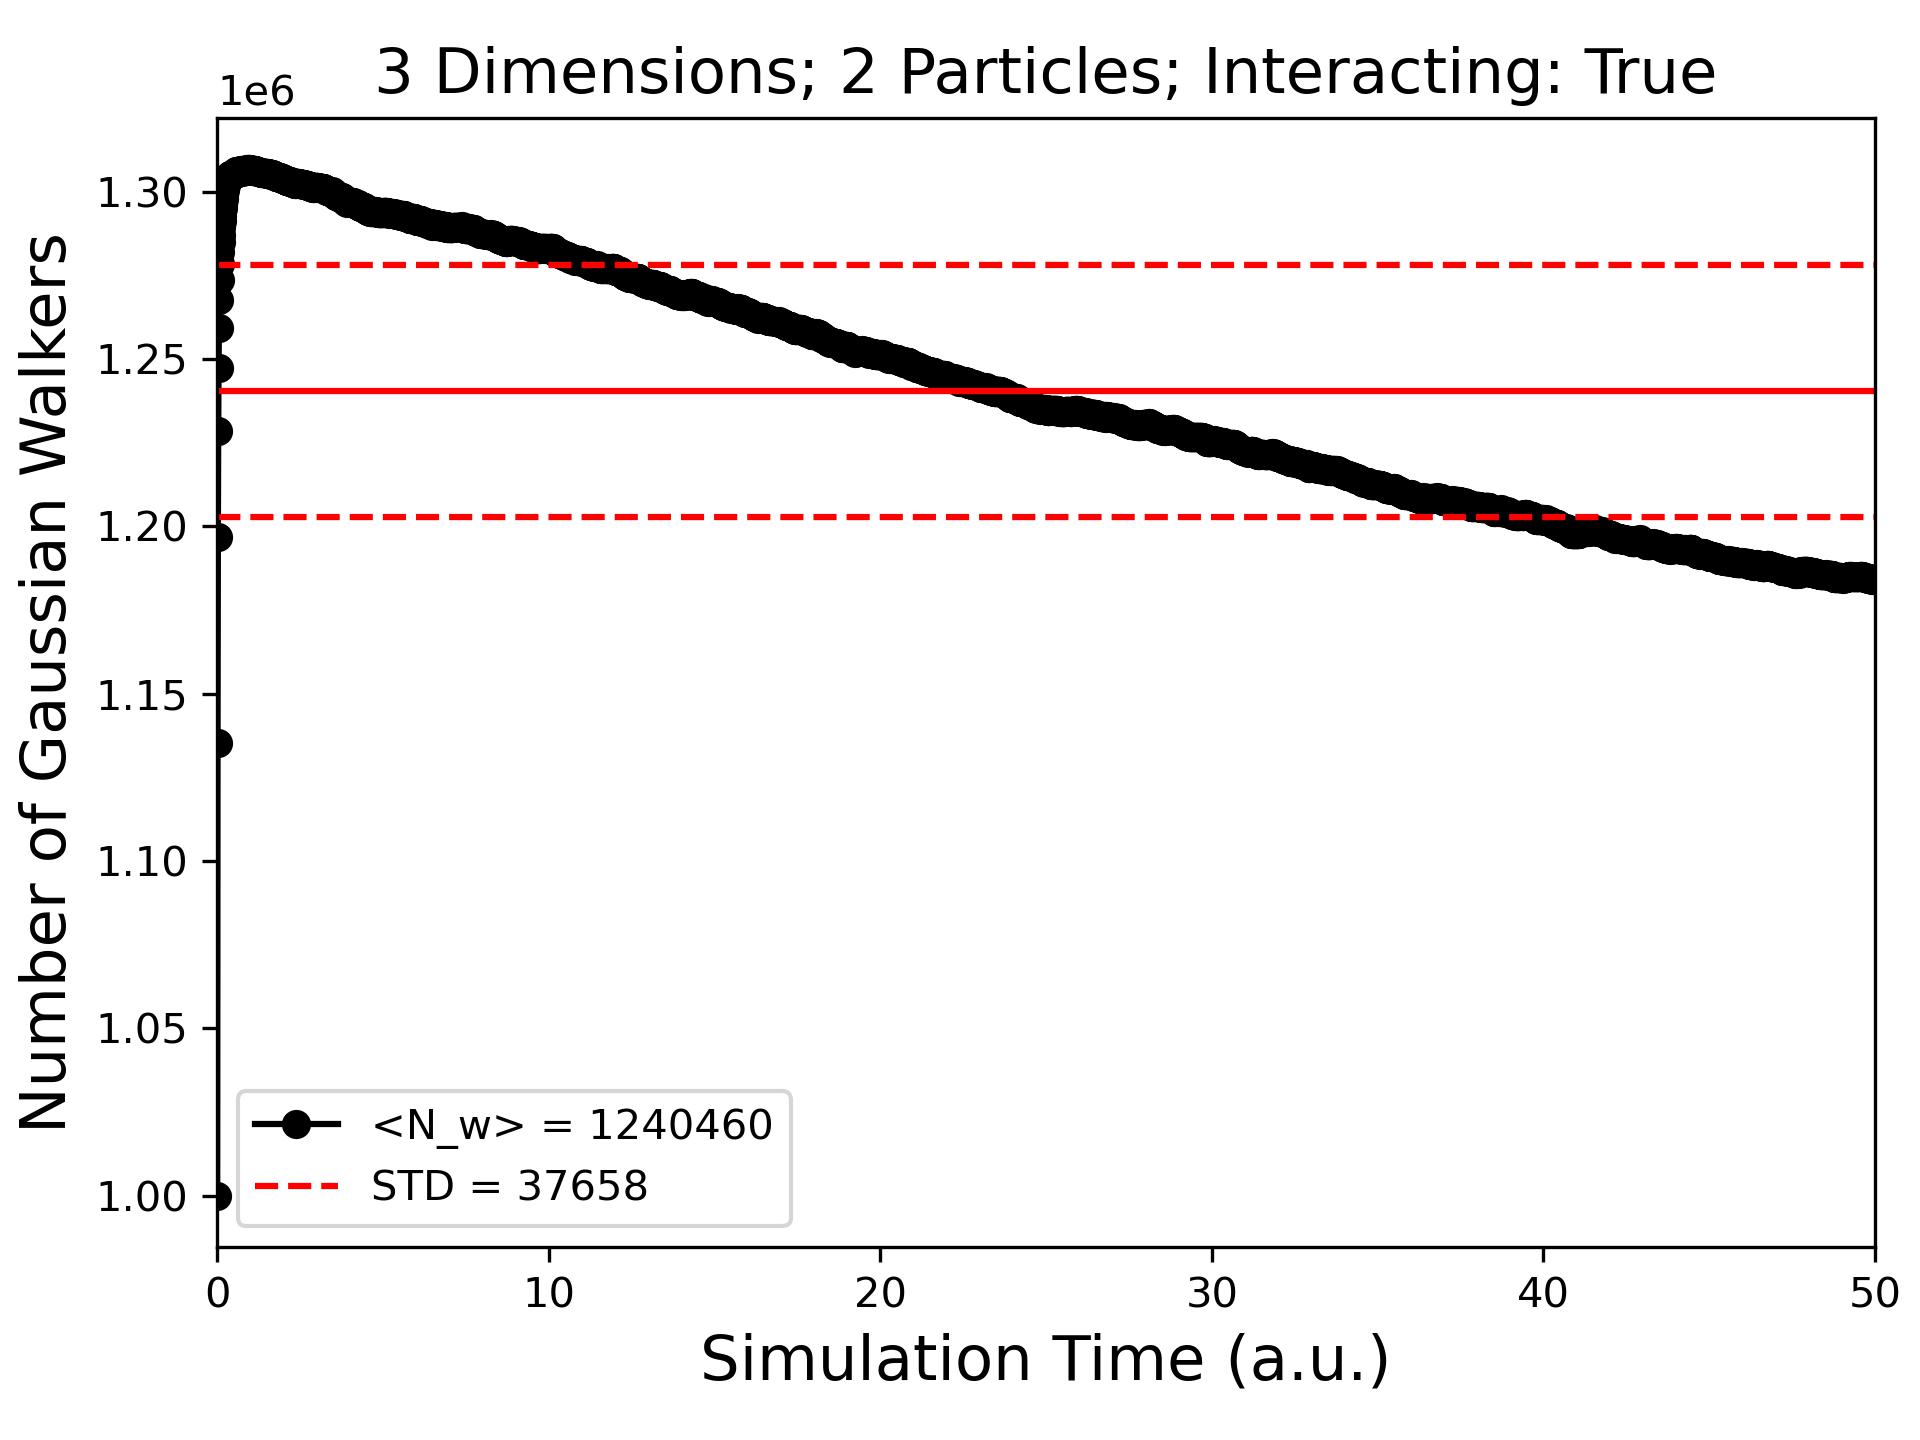 3 Dimensions; 2 Particles; Interacting: True
1e6
Number of Gaussian Walkers
1.30
1.25
1.20
1.15
1.10
1.05
1.00
<N_w> = 1240460
STD = 37658
0 10 20 30 40 50
Simulation Time (a.u.)